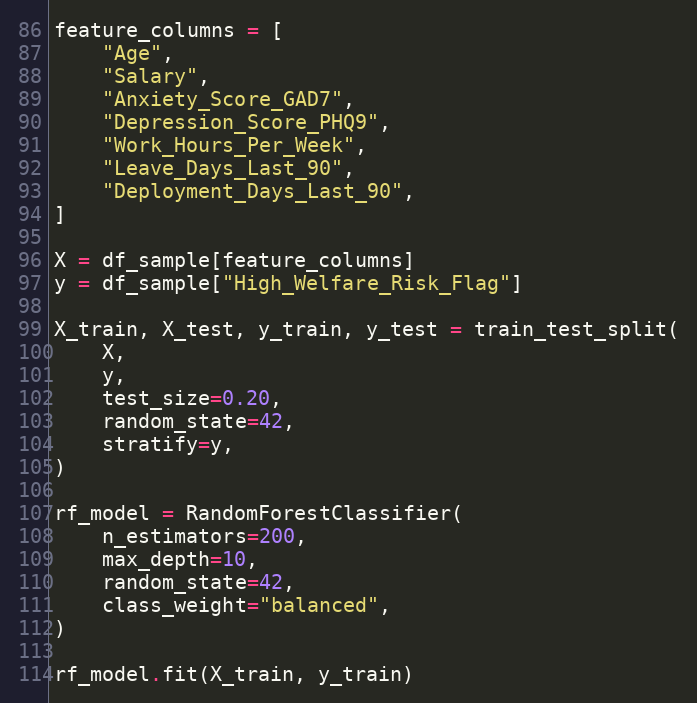 86 feature_columns = [
87     "Age",
88     "Salary",
89     "Anxiety_Score_GAD7",
90     "Depression_Score_PHQ9",
91     "Work_Hours_Per_Week",
92     "Leave_Days_Last_90",
93     "Deployment_Days_Last_90",
94 ]
95
96 X = df_sample[feature_columns]
97 y = df_sample["High_Welfare_Risk_Flag"]
98
99 X_train, X_test, y_train, y_test = train_test_split(
100     X,
101     y,
102     test_size=0.20,
103     random_state=42,
104     stratify=y,
105 )
106
107 rf_model = RandomForestClassifier(
108     n_estimators=200,
109     max_depth=10,
110     random_state=42,
111     class_weight="balanced",
112 )
113
114 rf_model.fit(X_train, y_train)